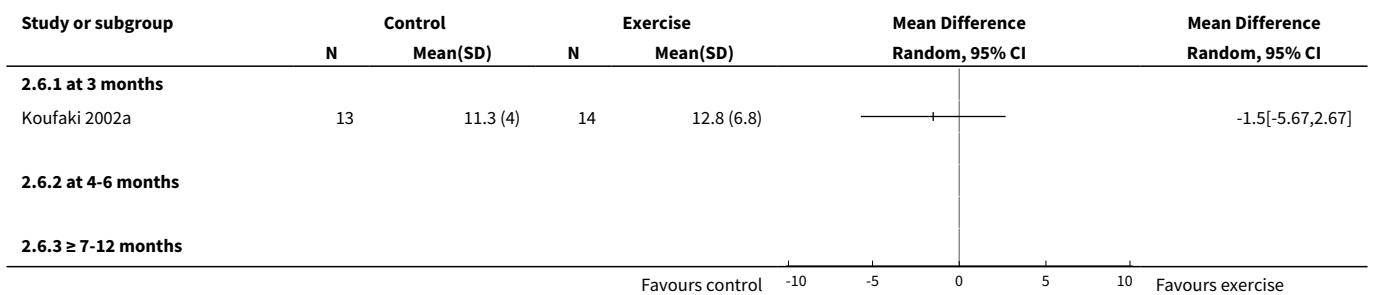 Study or subgroup Control Exercise Mean Difference Mean Difference
N Mean(SD) N Mean(SD) Random, 95% CI Random, 95% CI
2.6.1 at 3 months
Koufaki 2002a 13 11.3 (4) 14 12.8 (6.8) -1.5[-5.67,2.67]
2.6.2 at 4-6 months
2.6.3 ≥ 7-12 months
Favours control -10 -5 0 5 10 Favours exercise